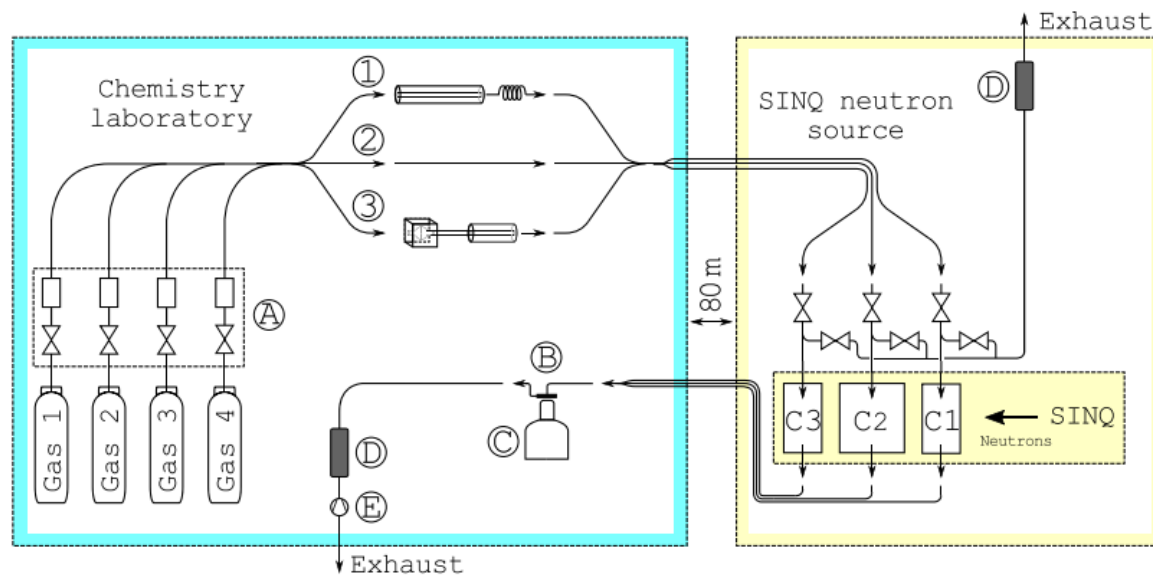 Exhaust
Chemistry
laboratory
①
②
③
SINQ neutron
source
Ⓓ
Ⓐ
80 m
Gas 1
Gas 2
Gas 3
Gas 4
Ⓑ
Ⓒ
Ⓓ
Ⓔ
Exhaust
C3
C2
C1
SINQ
Neutrons